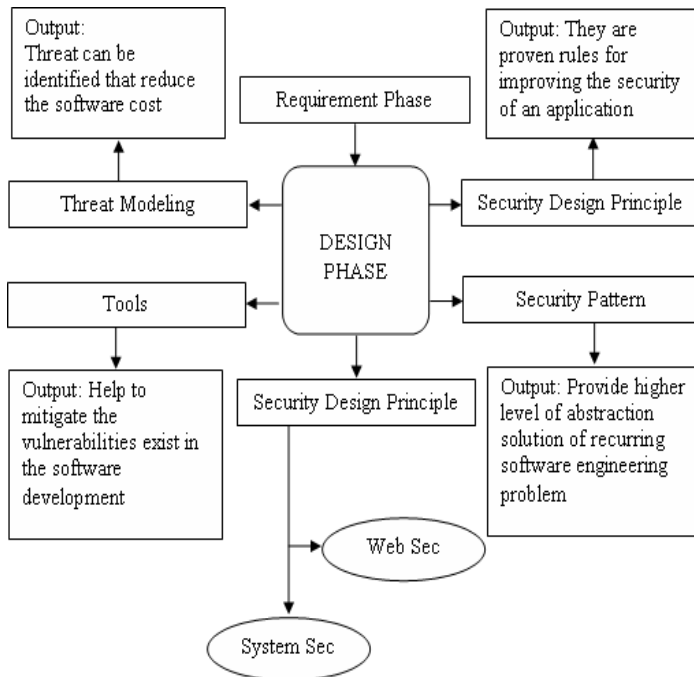 Output:
Threat can be
identified that reduce
the software cost
Output: They are
proven rules for
improving the security
of an application
Requirement Phase
Threat Modeling
Security Design Principle
DESIGN
PHASE
Tools
Security Pattern
Output: Help to
mitigate the
vulnerabilities exist in
the software
development
Security Design Principle
Output: Provide higher
level of abstraction
solution of recurring
software engineering
problem
Web Sec
System Sec